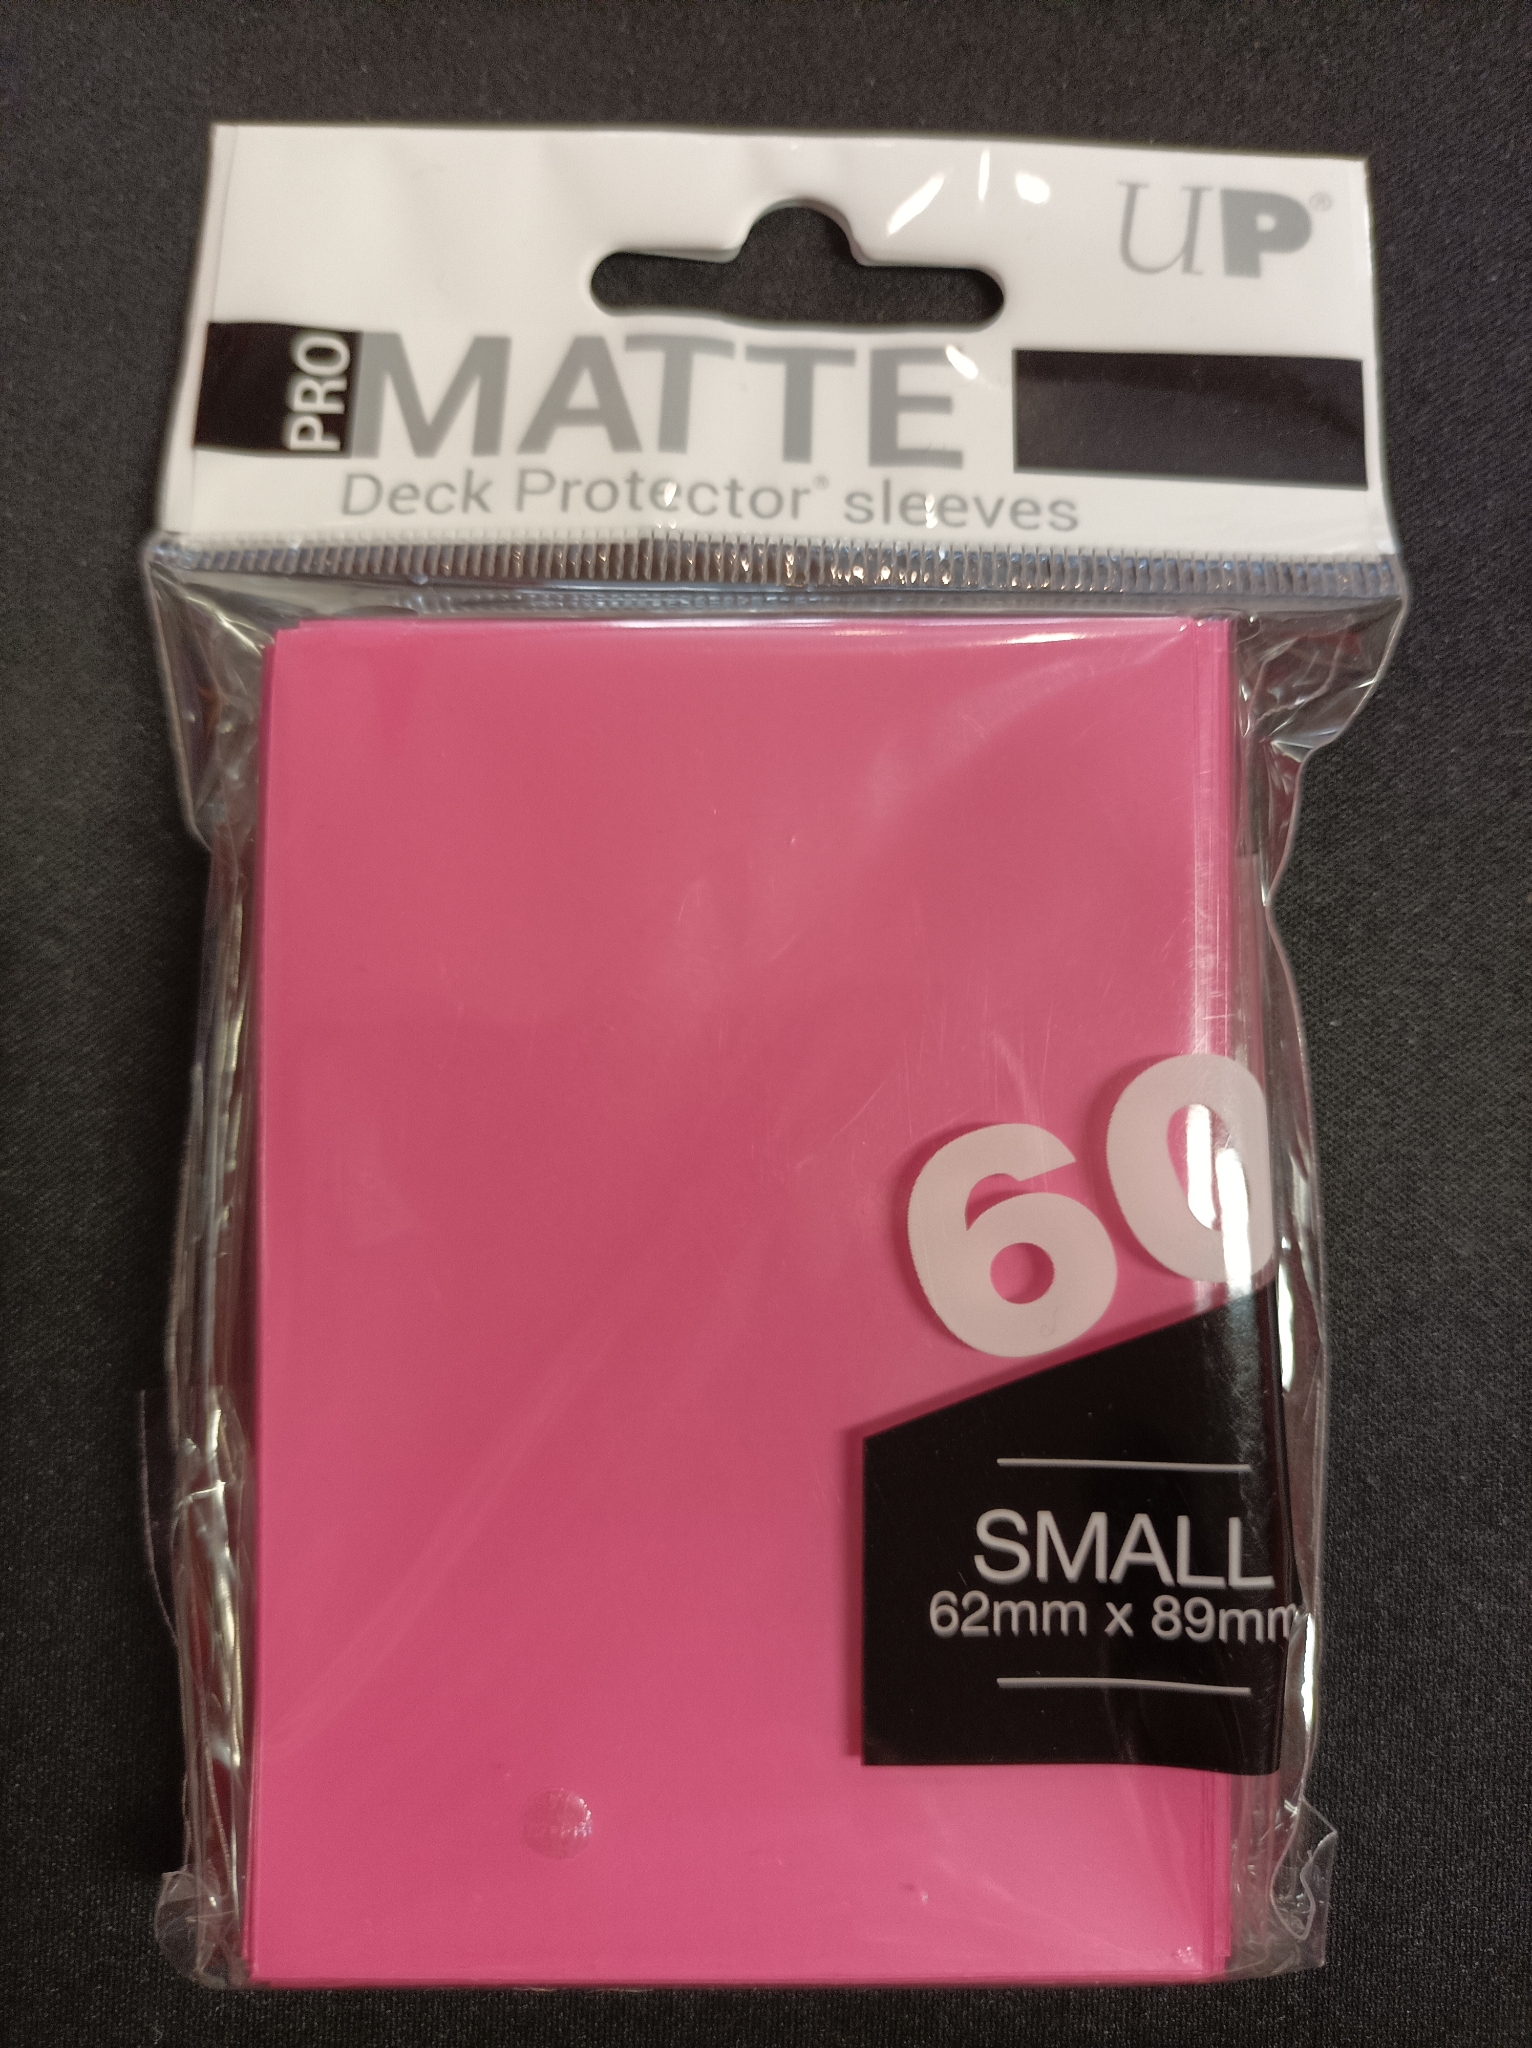 UP®
PRO MATTE
Deck Protector® sleeves
60
SMALL
62mm x 89mm